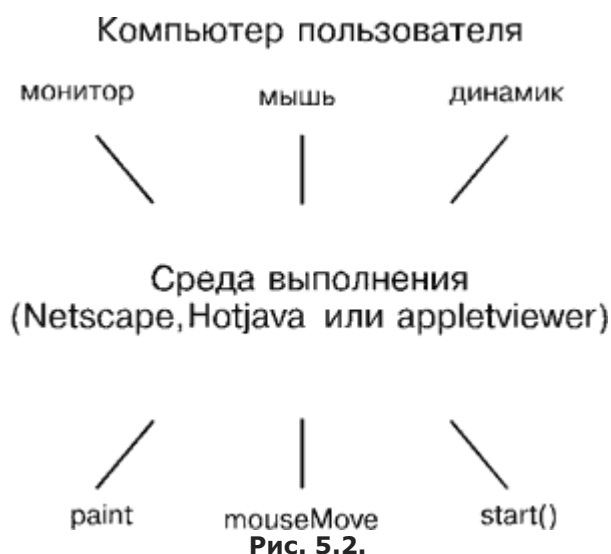 Компьютер пользователя
монитор мышь динамик
Среда выполнения
(Netscape,Hotjava или appletviewer)
paint mouseMove start()
Рис. 5.2.